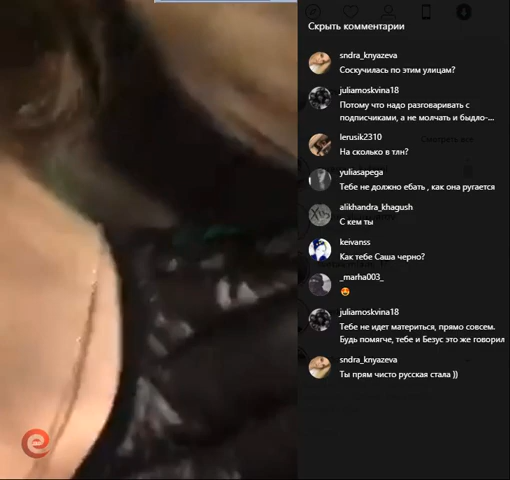 Скрыть комментарии
sndra_knyazeva
Соскучилась по этим улицам?
juliamoskvina18
Потому что надо разговаривать с
подписчиками, а не молчать и быдло-...
lerusik2310
На сколько в тлн?
yuliasapega
Тебе не должно ебать , как она ругается
alikhandra_khagush
С кем ты
keivanss
Как тебе Саша черно?
_marha003_
😍
juliamoskvina18
Тебе не идет материться, прямо совсем.
Будь помягче, тебе и Безус это же говорил
sndra_knyazeva
Ты прям чисто русская стала ))